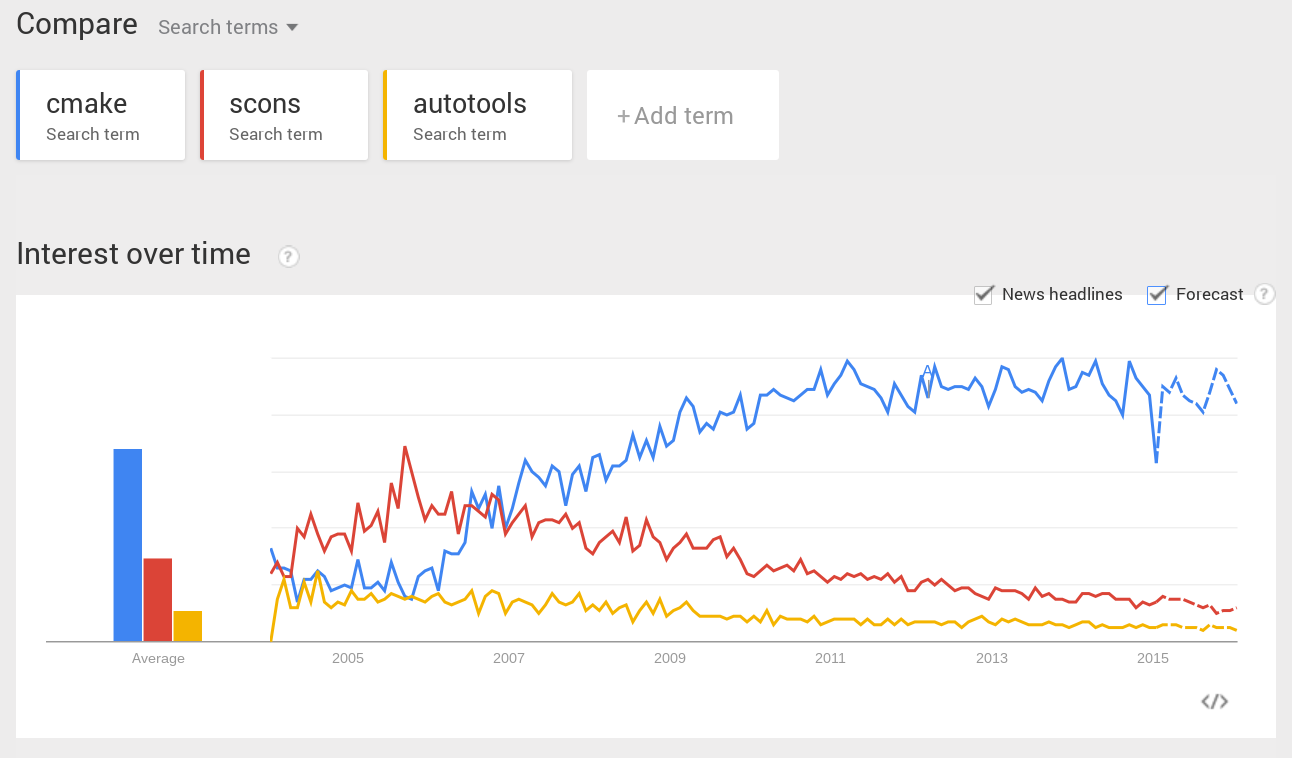 Compare Search terms
cmake scons autotools + Add term
Search term Search term Search term
Interest over time ?
News headlines Forecast ?
A
Average 2005 2007 2009 2011 2013 2015
</>